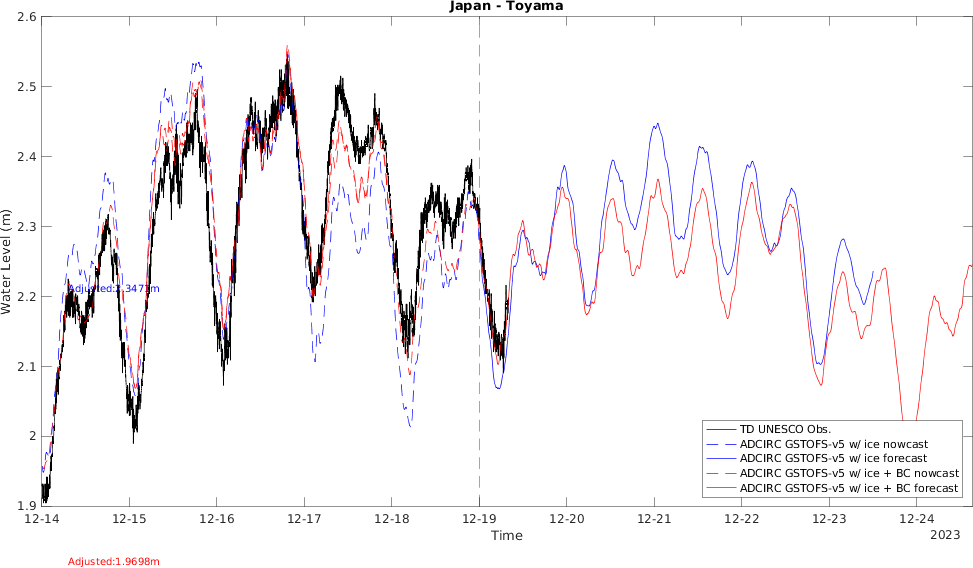 Japan - Toyama
2.6
2.5
2.4
2.3
2.2
2.1
2
1.9
Water Level (m)
12-14
12-15
12-16
12-17
12-18
12-19
12-20
12-21
12-22
12-23
12-24
2023
Time
TD UNESCO Obs.
ADCIRC GSTOFS-v5 w/ ice nowcast
ADCIRC GSTOFS-v5 w/ ice forecast
ADCIRC GSTOFS-v5 w/ ice + BC nowcast
ADCIRC GSTOFS-v5 w/ ice + BC forecast
Adjusted:1.9698m